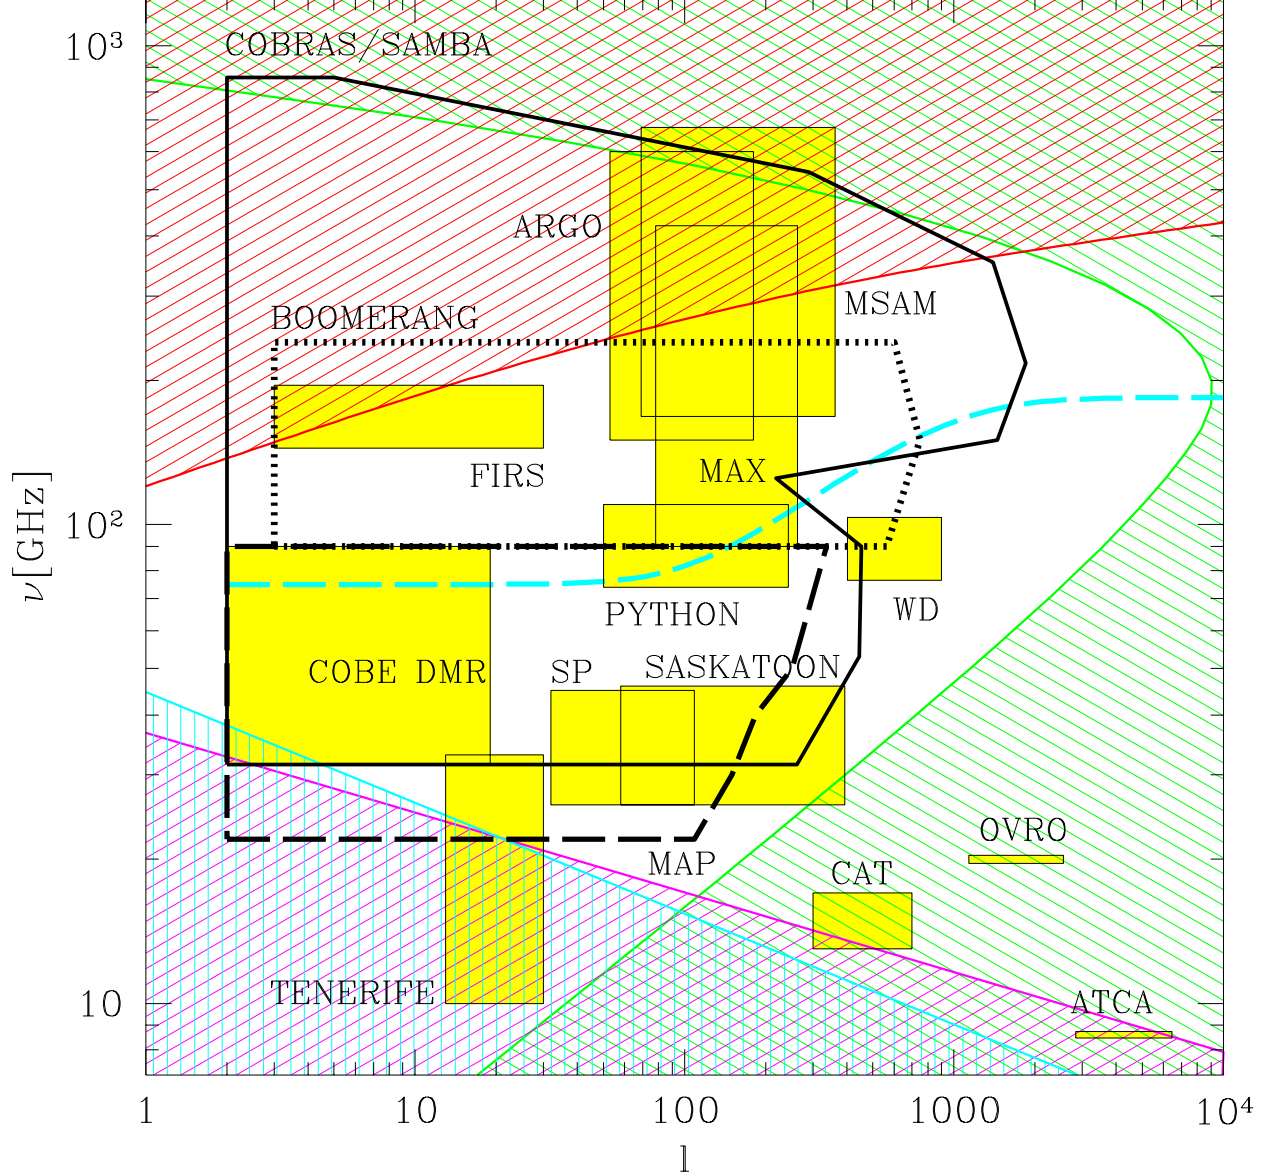 10³
COBRAS/SAMBA
ARGO
MSAM
BOOMERANG
FIRS
MAX
10²
ν[GHz]
PYTHON
WD
COBE DMR
SP
SASKATOON
OVRO
MAP
CAT
10
TENERIFE
ATCA
1
10
100
1000
10⁴
l